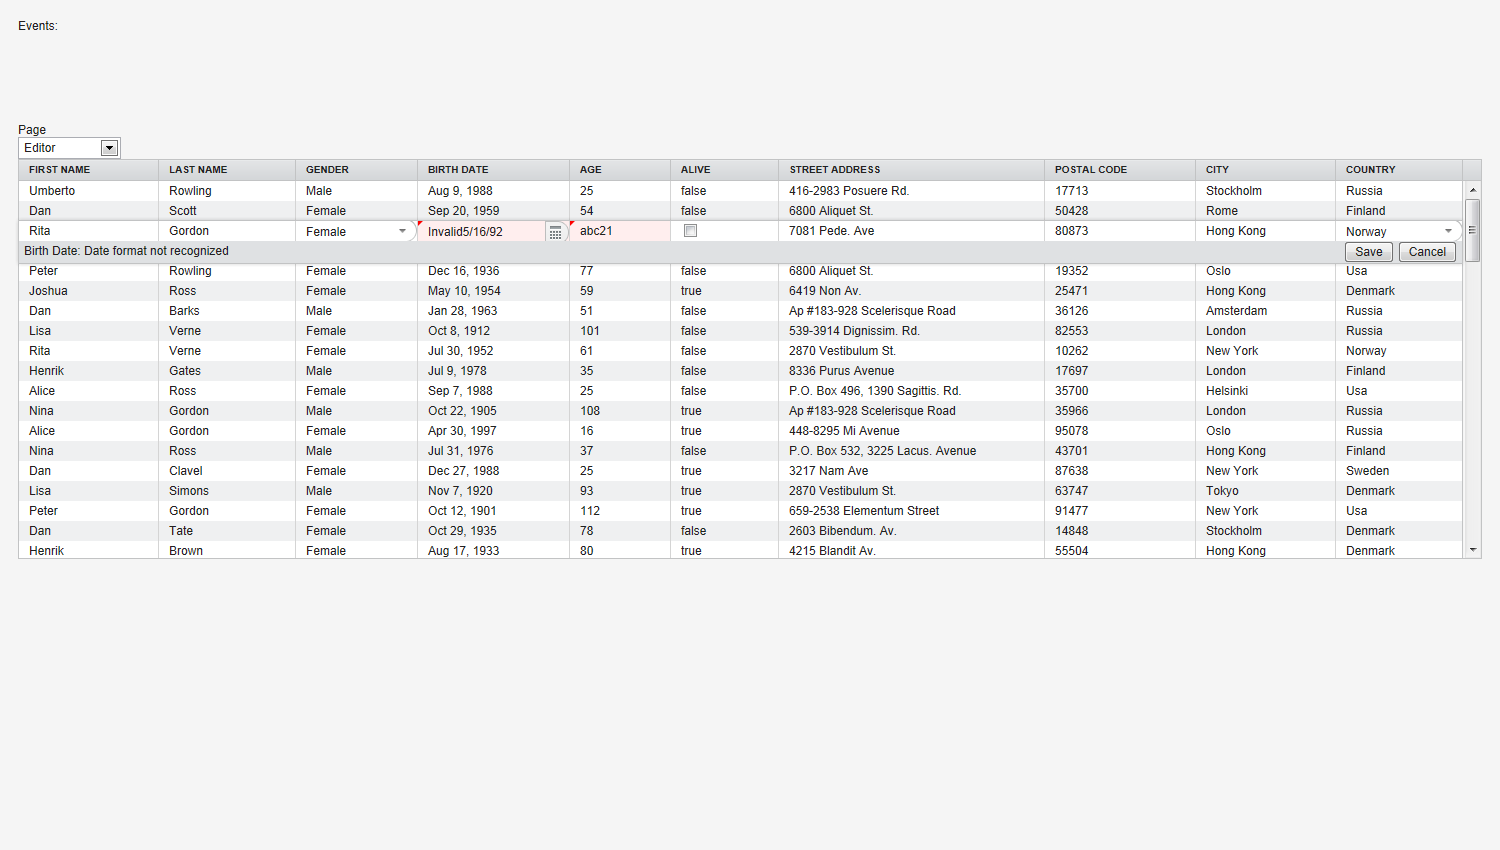 Events:
Page
Editor
FIRST NAME LAST NAME GENDER BIRTH DATE AGE ALIVE STREET ADDRESS POSTAL CODE CITY COUNTRY
Umberto Rowling Male Aug 9, 1988 25 false 416-2983 Posuere Rd. 17713 Stockholm Russia
Dan Scott Female Sep 20, 1959 54 false 6800 Aliquet St. 50428 Rome Finland
Rita Gordon Female Invalid5/16/92 abc21 7081 Pede. Ave 80873 Hong Kong Norway
Birth Date: Date format not recognized Save Cancel
Peter Rowling Female Dec 16, 1936 77 false 6800 Aliquet St. 19352 Oslo Usa
Joshua Ross Female May 10, 1954 59 true 6419 Non Av. 25471 Hong Kong Denmark
Dan Barks Male Jan 28, 1963 51 false Ap #183-928 Scelerisque Road 36126 Amsterdam Russia
Lisa Verne Female Oct 8, 1912 101 false 539-3914 Dignissim. Rd. 82553 London Russia
Rita Verne Female Jul 30, 1952 61 false 2870 Vestibulum St. 10262 New York Norway
Henrik Gates Male Jul 9, 1978 35 false 8336 Purus Avenue 17697 London Finland
Alice Ross Female Sep 7, 1988 25 false P.O. Box 496, 1390 Sagittis. Rd. 35700 Helsinki Usa
Nina Gordon Male Oct 22, 1905 108 true Ap #183-928 Scelerisque Road 35966 London Russia
Alice Gordon Female Apr 30, 1997 16 true 448-8295 Mi Avenue 95078 Oslo Russia
Nina Ross Male Jul 31, 1976 37 false P.O. Box 532, 3225 Lacus. Avenue 43701 Hong Kong Finland
Dan Clavel Female Dec 27, 1988 25 true 3217 Nam Ave 87638 New York Sweden
Lisa Simons Male Nov 7, 1920 93 true 2870 Vestibulum St. 63747 Tokyo Denmark
Peter Gordon Female Oct 12, 1901 112 true 659-2538 Elementum Street 91477 New York Usa
Dan Tate Female Oct 29, 1935 78 false 2603 Bibendum. Av. 14848 Stockholm Denmark
Henrik Brown Female Aug 17, 1933 80 true 4215 Blandit Av. 55504 Hong Kong Denmark